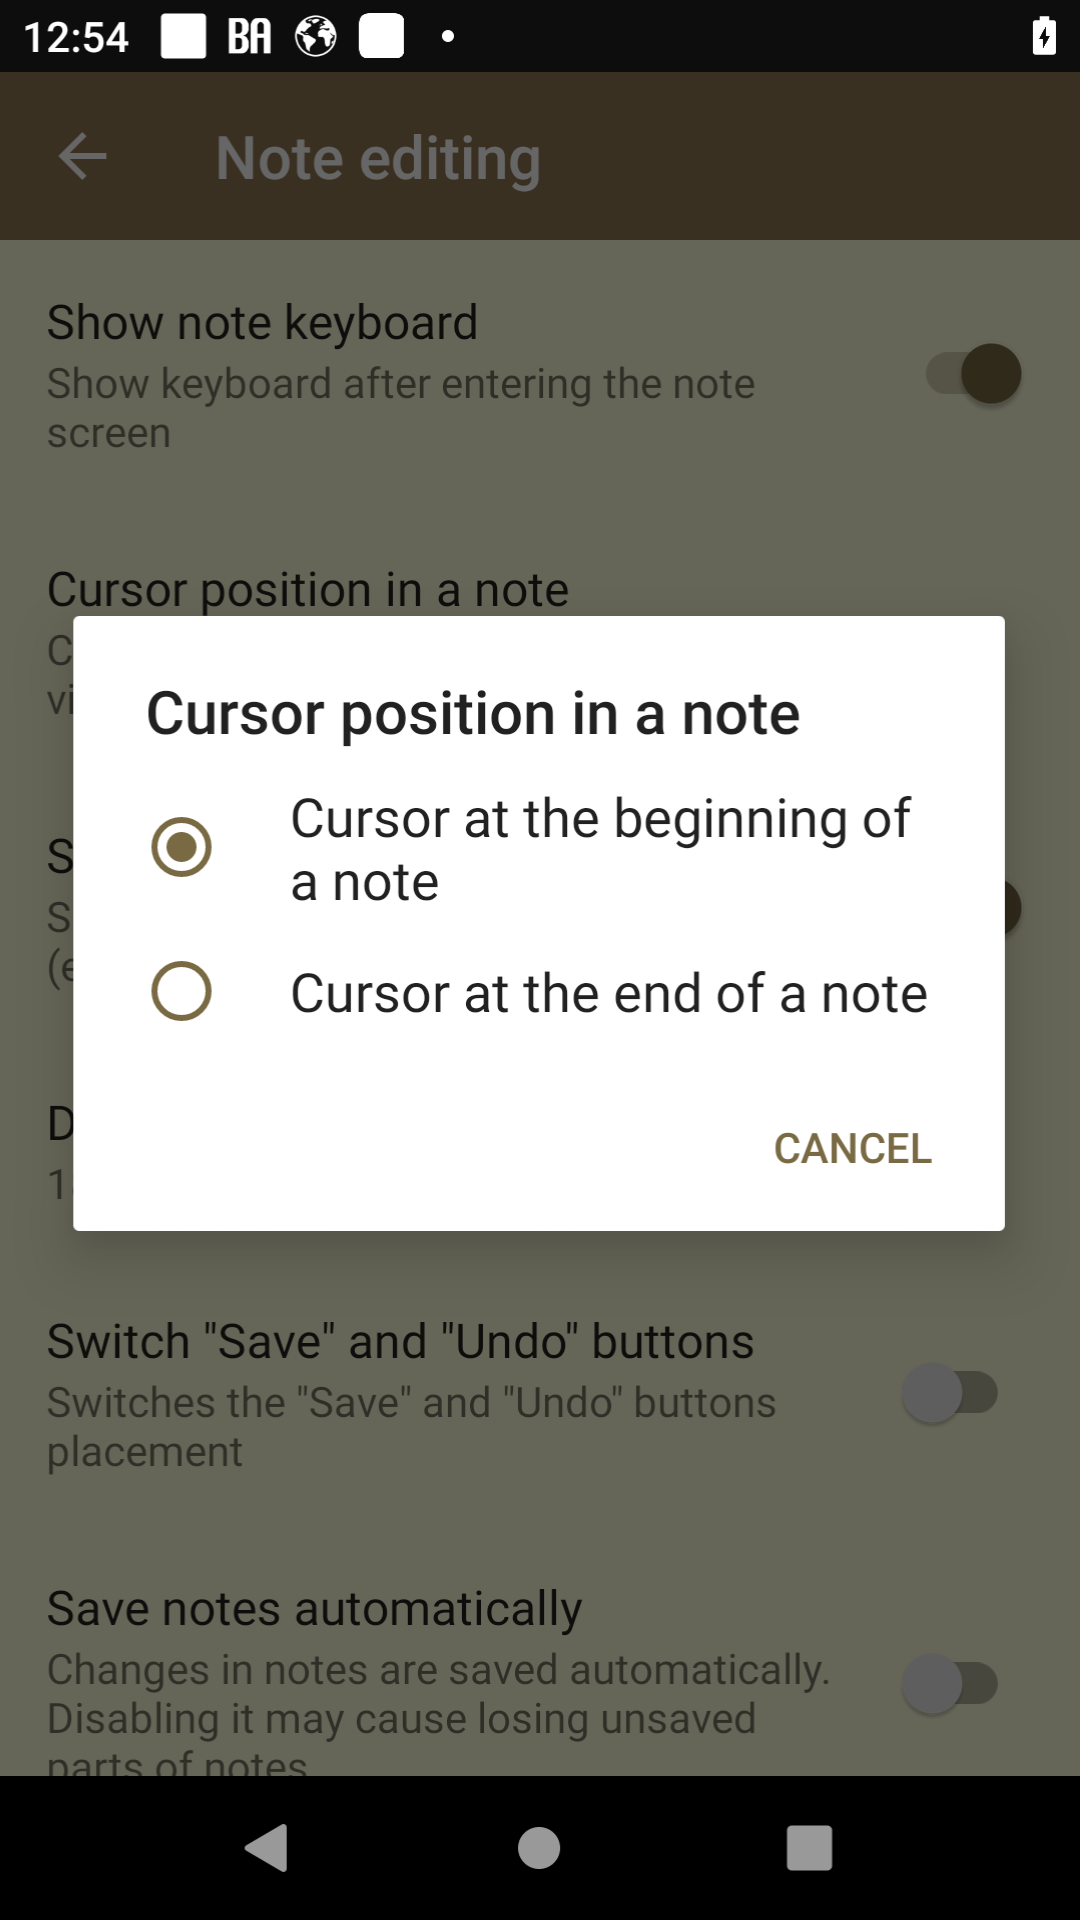 12:54 BA
Note editing
Show note keyboard
Show keyboard after entering the note
screen
Cursor position in a note
Cursor position in a note
Cursor at the beginning of
a note
Cursor at the end of a note
CANCEL
Switch "Save" and "Undo" buttons
Switches the "Save" and "Undo" buttons
placement
Save notes automatically
Changes in notes are saved automatically.
Disabling it may cause losing unsaved
parts of notes